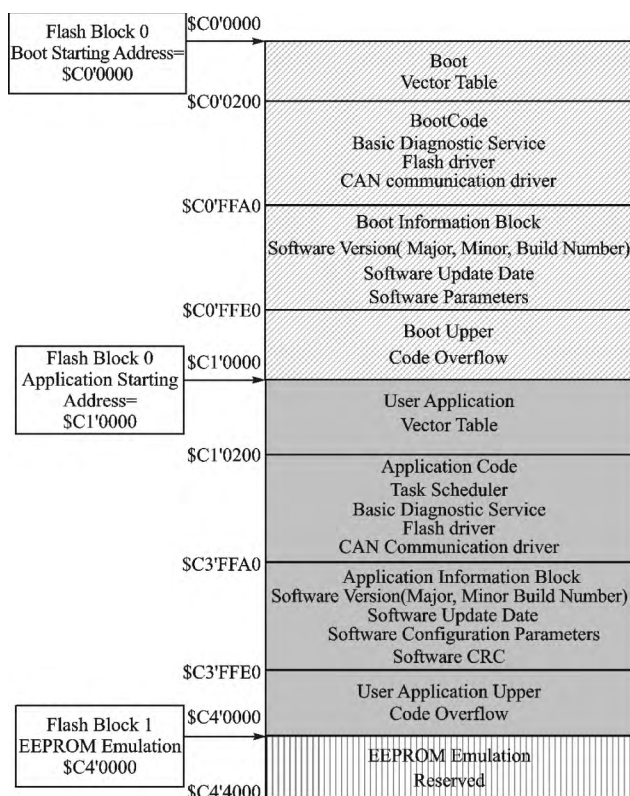 Flash Block 0
Boot Starting Address=
$C0'0000
$C0'0000
Boot
Vector Table
$C0'0200
BootCode
Basic Diagnostic Service
Flash driver
CAN communication driver
$C0'FFA0
Boot Information Block
Software Version( Major, Minor, Build Number)
Software Update Date
Software Parameters
$C0'FFE0
Boot Upper
Code Overflow
Flash Block 0
Application Starting
Address=
$C1'0000
$C1'0000
User Application
Vector Table
$C1'0200
Application Code
Task Scheduler
Basic Diagnostic Service
Flash driver
CAN Communication driver
$C3'FFA0
Application Information Block
Software Version(Major, Minor Build Number)
Software Update Date
Software Configuration Parameters
Software CRC
$C3'FFE0
User Application Upper
Code Overflow
Flash Block 1
EEPROM Emulation
$C4'0000
$C4'0000
EEPROM Emulation
Reserved
$C4'4000